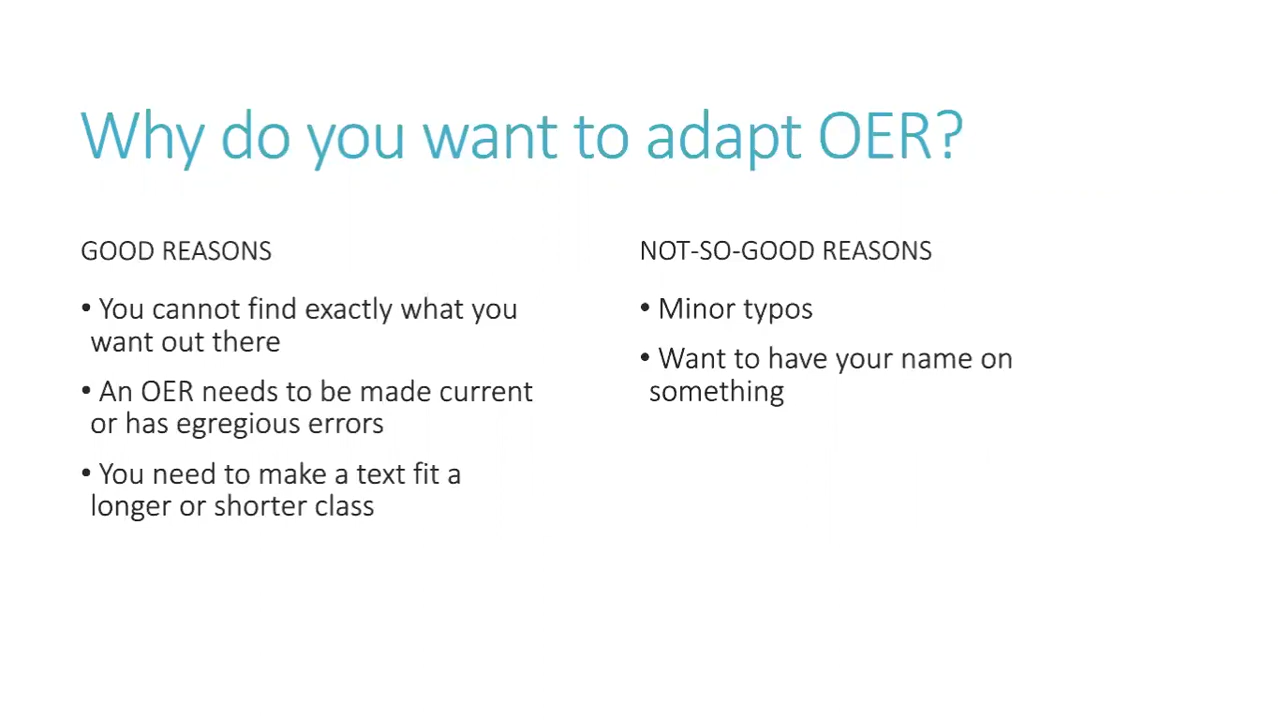 Why do you want to adapt OER?
GOOD REASONS
• You cannot find exactly what you
want out there
• An OER needs to be made current
or has egregious errors
• You need to make a text fit a
longer or shorter class
NOT-SO-GOOD REASONS
• Minor typos
• Want to have your name on
something